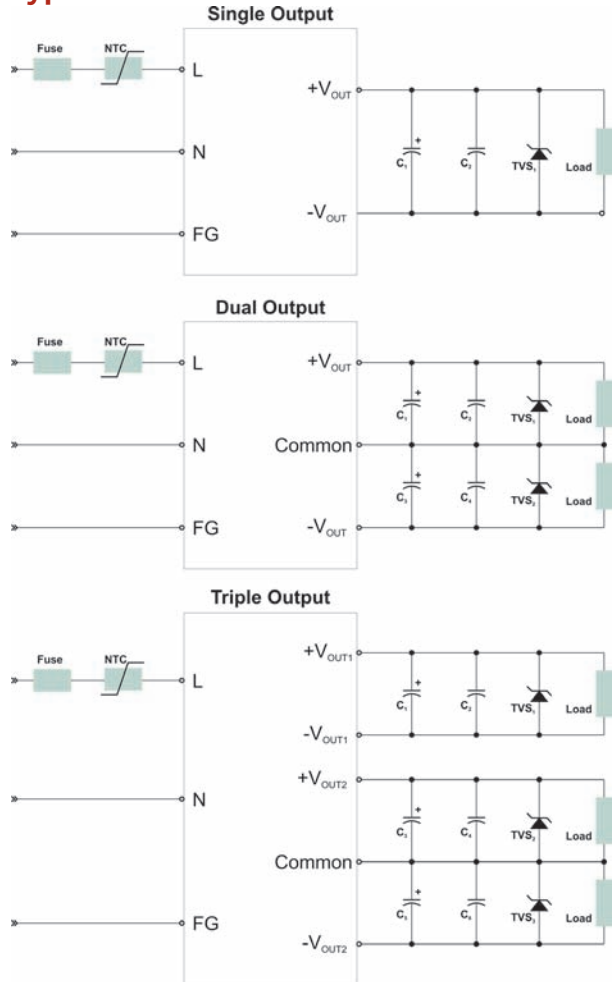 Single Output
Fuse NTC
L
+VOUT
+
C1 C2 TVS1 Load
N
-VOUT
FG
Dual Output
Fuse NTC
L
+VOUT
+
C1 C2 TVS1 Load
N
Common
+
C3 C4 TVS2 Load
FG
-VOUT
Triple Output
+VOUT1
Fuse NTC
L
+
C1 C2 TVS1 Load
-VOUT1
+VOUT2
N
+
C3 C4 TVS2 Load
Common
+
C5 TVS3 Load
FG
-VOUT2